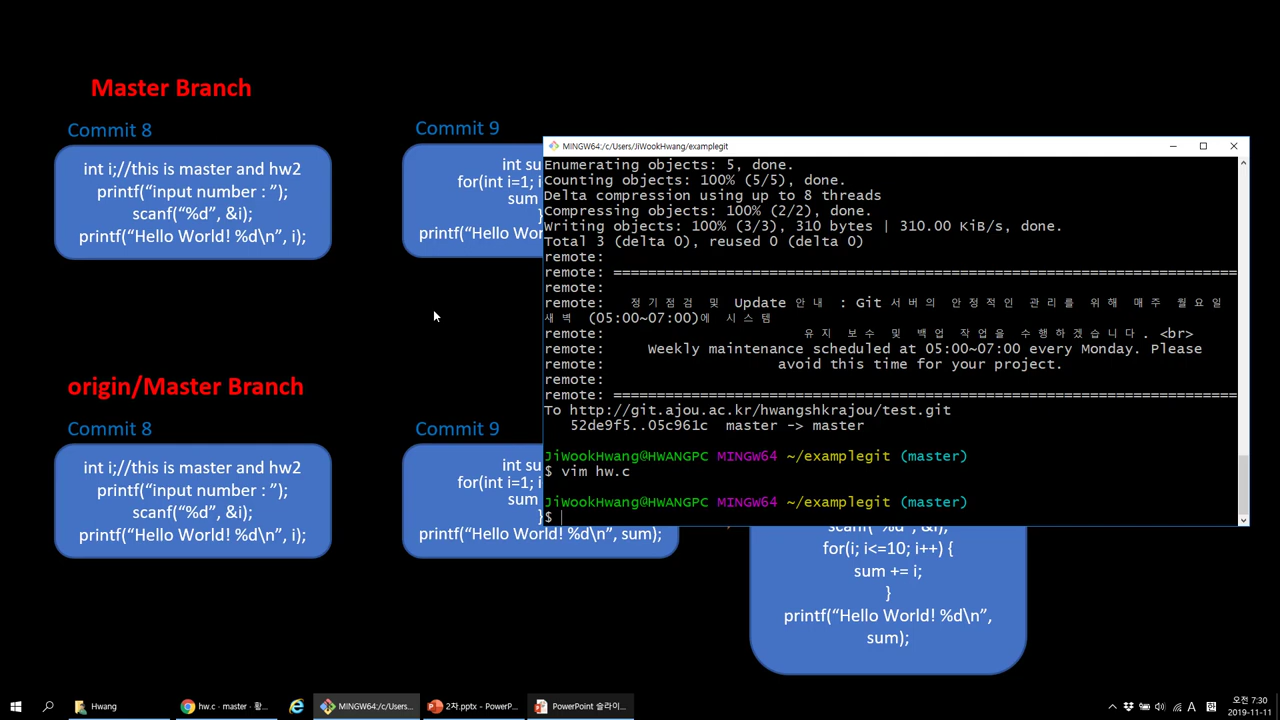 Master Branch
Commit 8
int i;//this is master and hw2
printf(“input number : ”);
scanf(“%d”, &i);
printf(“Hello World! %d\n”, i);
Commit 9
int su
for(int i=1; i
sum
}
printf(“Hello Wor
MINGW64:/c/Users/JiWookHwang/examplegit
Enumerating objects: 5, done.
Counting objects: 100% (5/5), done.
Delta compression using up to 8 threads
Compressing objects: 100% (2/2), done.
Writing objects: 100% (3/3), 310 bytes | 310.00 KiB/s, done.
Total 3 (delta 0), reused 0 (delta 0)
remote:
remote: ========================================================================
remote:
remote: 정기점검 및 Update 안내 : Git 서버의 안정적인 관리를 위해 매주 월요일
새벽 (05:00~07:00)에 시스템
remote: 유지 보수 및 백업 작업을 수행하겠습니다. <br>
remote: Weekly maintenance scheduled at 05:00~07:00 every Monday. Please
remote: avoid this time for your project.
remote:
remote: ========================================================================
To http://git.ajou.ac.kr/hwangshkrajou/test.git
52de9f5..05c961c master -> master
JiWookHwang@HWANGPC MINGW64 ~/examplegit (master)
$ vim hw.c
JiWookHwang@HWANGPC MINGW64 ~/examplegit (master)
$
origin/Master Branch
Commit 8
int i;//this is master and hw2
printf(“input number : ”);
scanf(“%d”, &i);
printf(“Hello World! %d\n”, i);
Commit 9
int su
for(int i=1; i
sum
}
printf(“Hello World! %d\n”, sum);
scanf(“%d”, &i);
for(i; i<=10; i++) {
sum += i;
}
printf(“Hello World! %d\n”,
sum);
Hwang
hw.c · master · 황...
MINGW64:/c/Users...
2차.pptx - PowerP...
PowerPoint 슬라이...
A
오전 7:30
2019-11-11